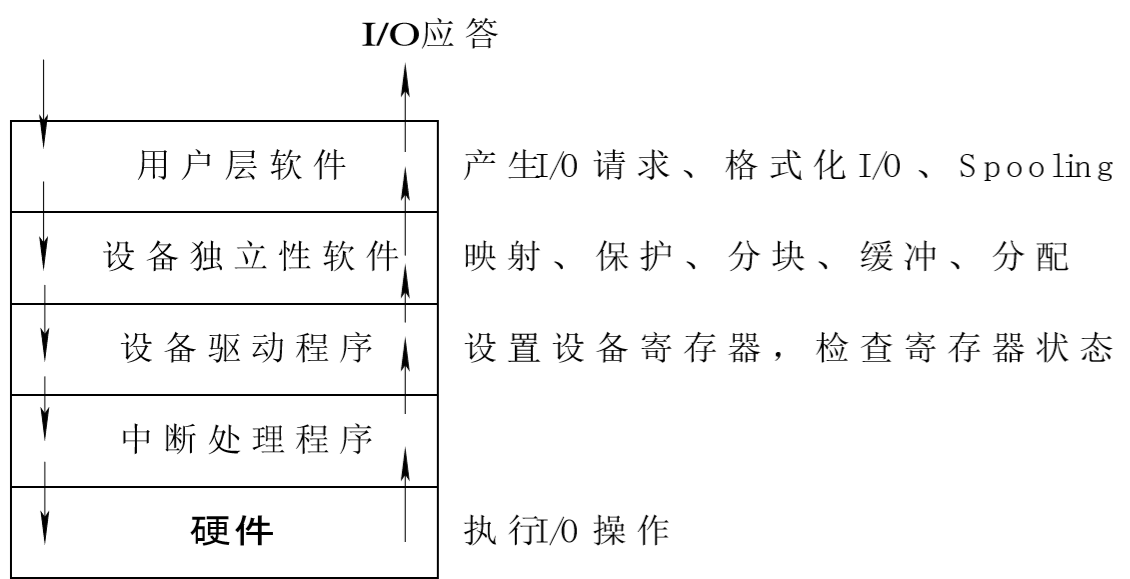 I/O应答
用户层软件 产生I/O请求、格式化I/O、Spooling
设备独立性软件 映射、保护、分块、缓冲、分配
设备驱动程序 设置设备寄存器，检查寄存器状态
中断处理程序
硬件 执行I/O操作